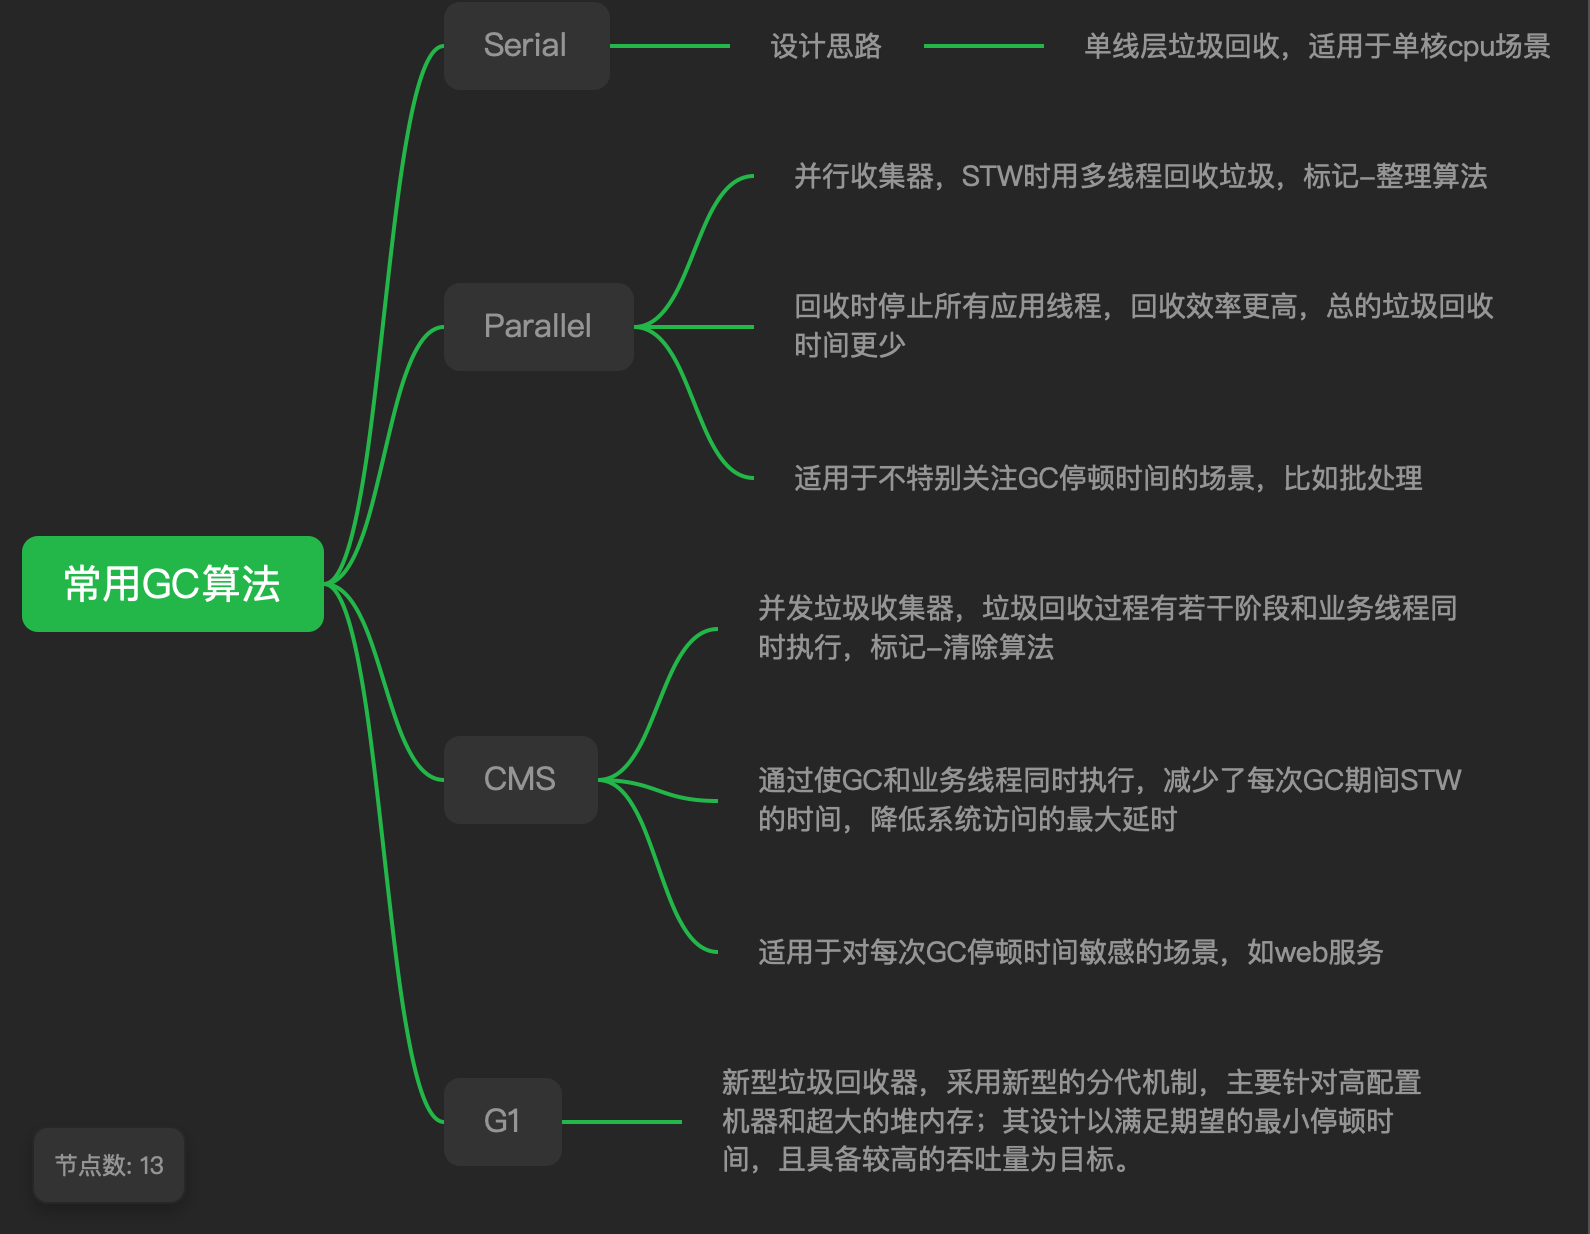 Serial
设计思路
单线层垃圾回收，适用于单核cpu场景
Parallel
并行收集器，STW时用多线程回收垃圾，标记-整理算法
回收时停止所有应用线程，回收效率更高，总的垃圾回收
时间更少
适用于不特别关注GC停顿时间的场景，比如批处理
常用GC算法
CMS
并发垃圾收集器，垃圾回收过程有若干阶段和业务线程同
时执行，标记-清除算法
通过使GC和业务线程同时执行，减少了每次GC期间STW
的时间，降低系统访问的最大延时
适用于对每次GC停顿时间敏感的场景，如web服务
G1
新型垃圾回收器，采用新型的分代机制，主要针对高配置
机器和超大的堆内存；其设计以满足期望的最小停顿时
间，且具备较高的吞吐量为目标。
节点数: 13